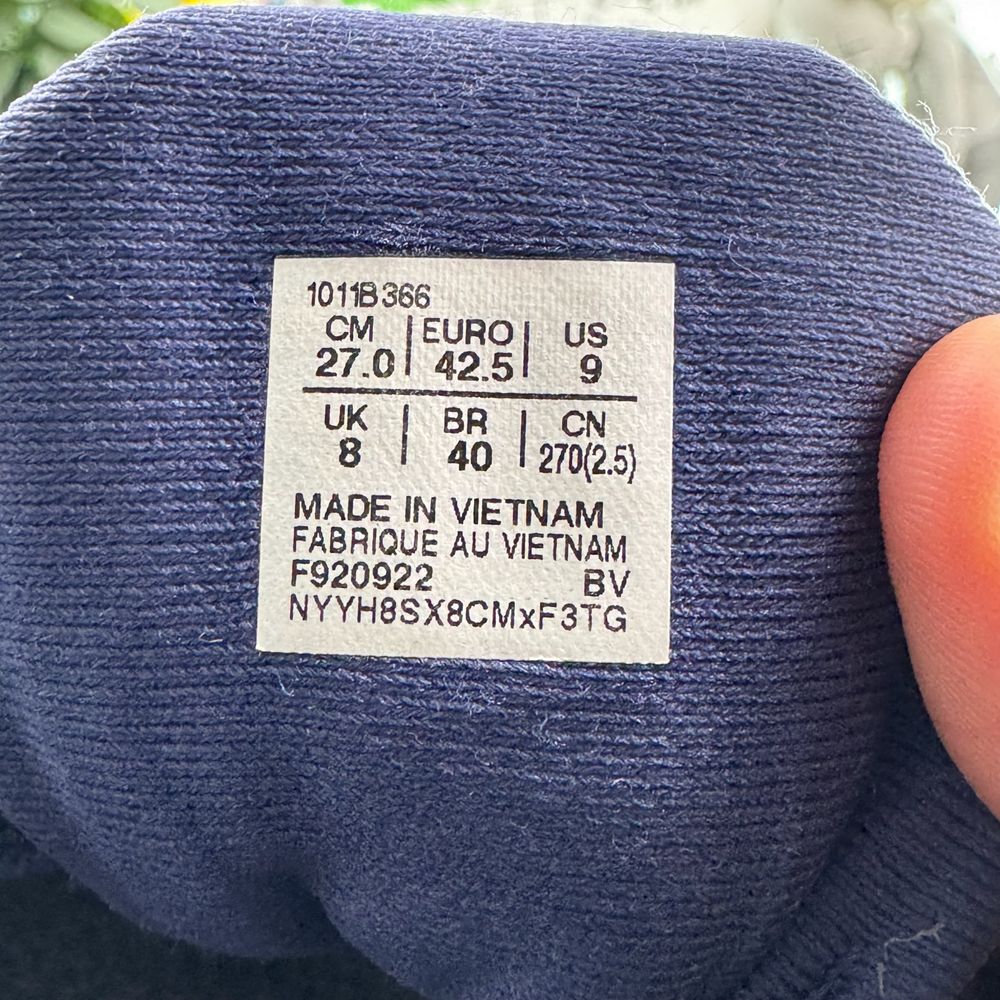 1011B366
CM | EURO | US
27.0 | 42.5 | 9
UK | BR | CN
8 | 40 | 270(2.5)
MADE IN VIETNAM
FABRIQUE AU VIETNAM
F920922 BV
NYYH8SX8CMxF3TG